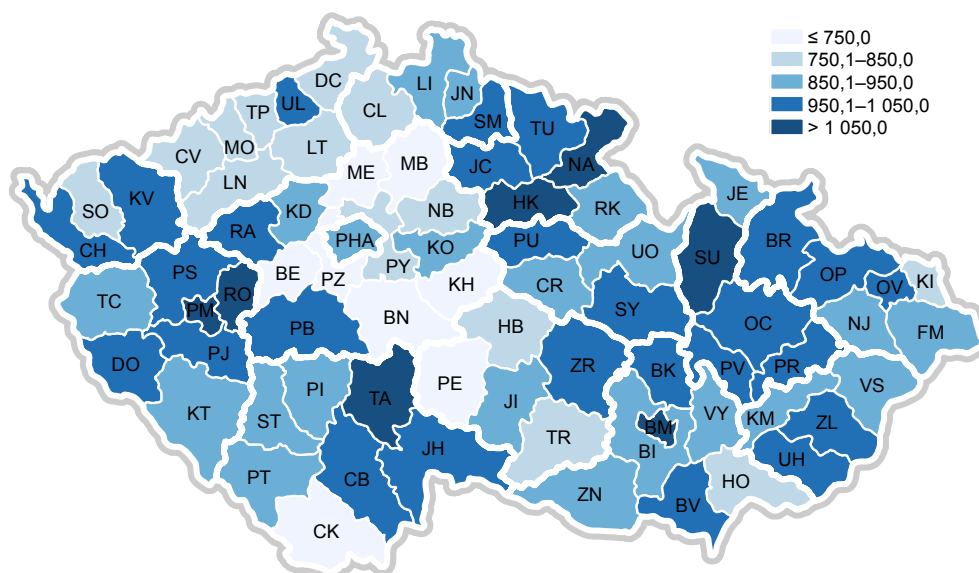 ≤ 750,0
750,1–850,0
850,1–950,0
950,1–1 050,0
> 1 050,0
DC
LI
JN
TP
UL
CL
SM
TU
MO
LT
CV
ME
MB
JC
NA
LN
KV
SO
KD
NB
HK
RK
JE
RA
PHA
KO
PU
UO
BR
CH
PS
BE
PZ
PY
KH
CR
SU
OP
OV
KI
TC
RO
PM
PB
BN
HB
SY
OC
NJ
FM
DO
PJ
ZR
BK
PV
PR
PE
VS
KT
ST
PI
TA
JI
TR
BM
BI
VY
KM
ZL
PT
CB
JH
ZN
BV
HO
UH
CK